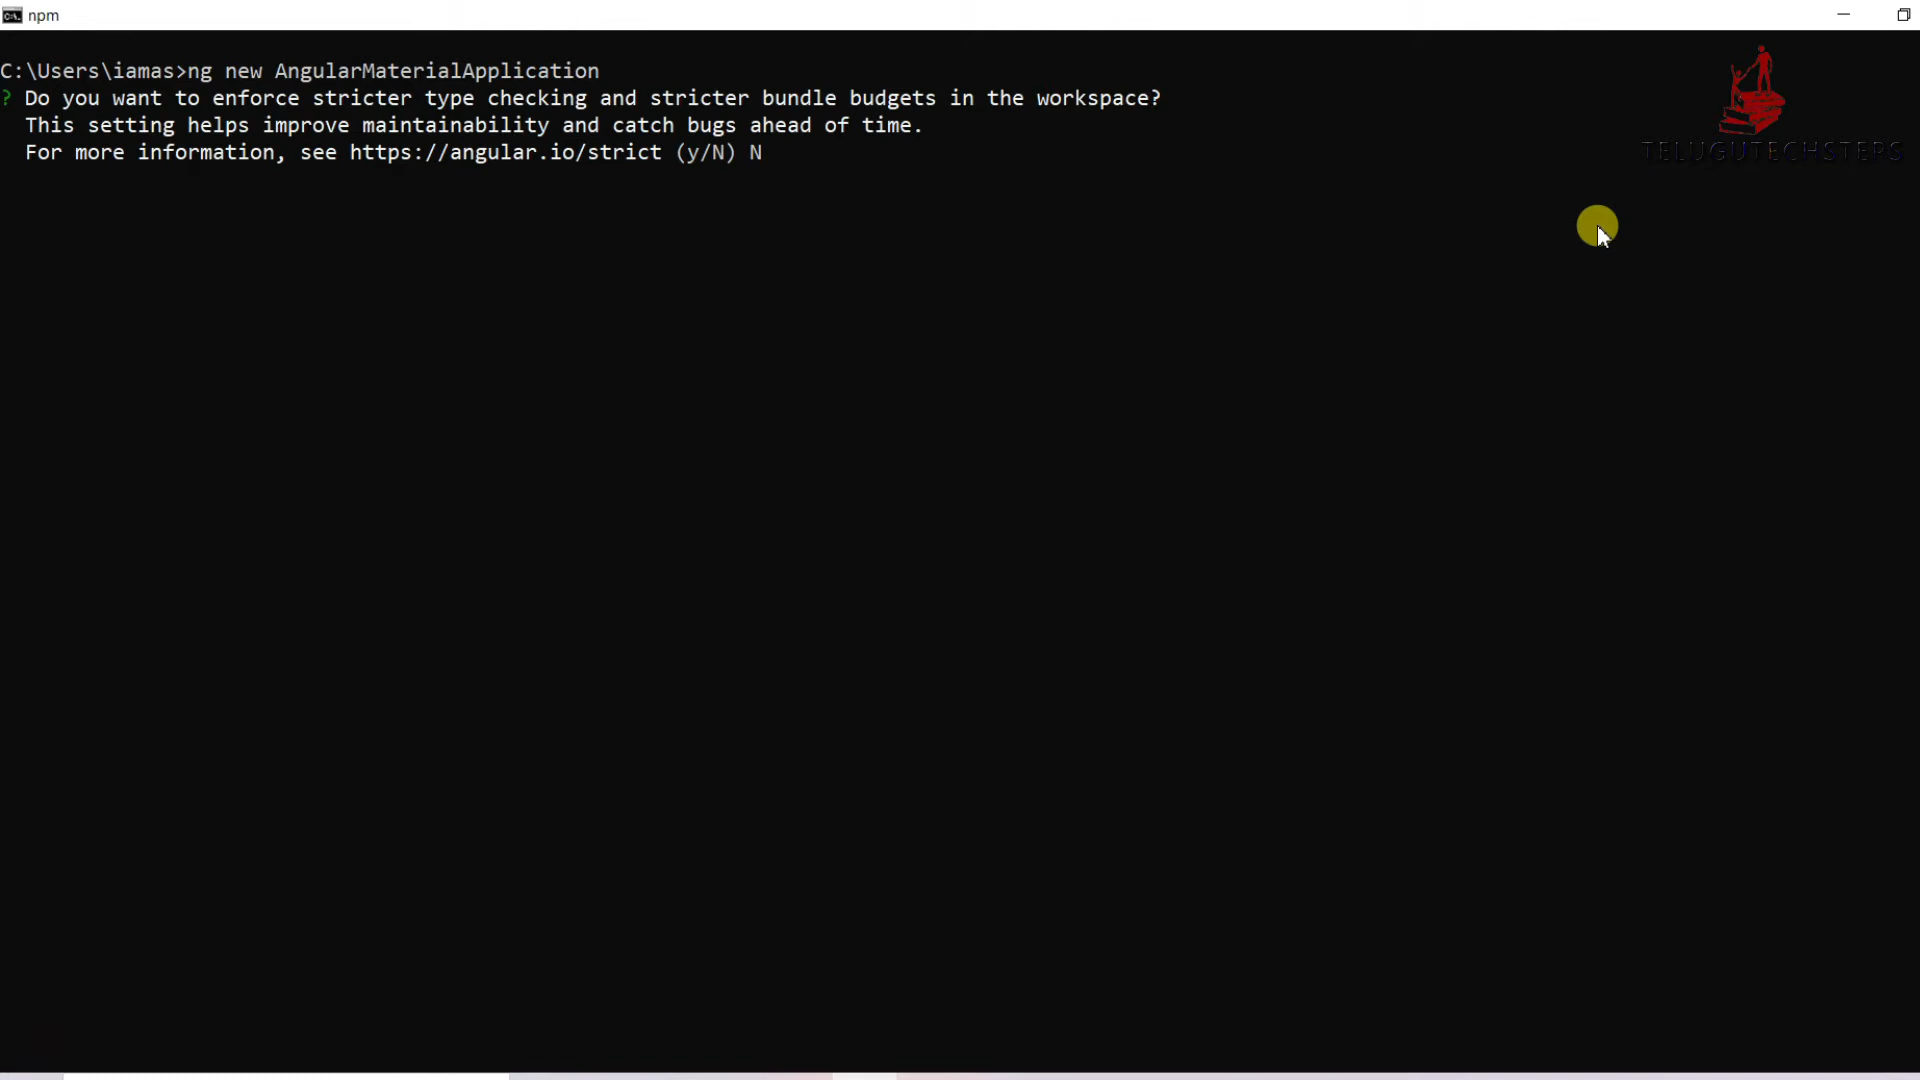 npm
C:\Users\iamas>ng new AngularMaterialApplication
? Do you want to enforce stricter type checking and stricter bundle budgets in the workspace?
This setting helps improve maintainability and catch bugs ahead of time.
For more information, see https://angular.io/strict (y/N) N
TELUGUTECHSTEPS